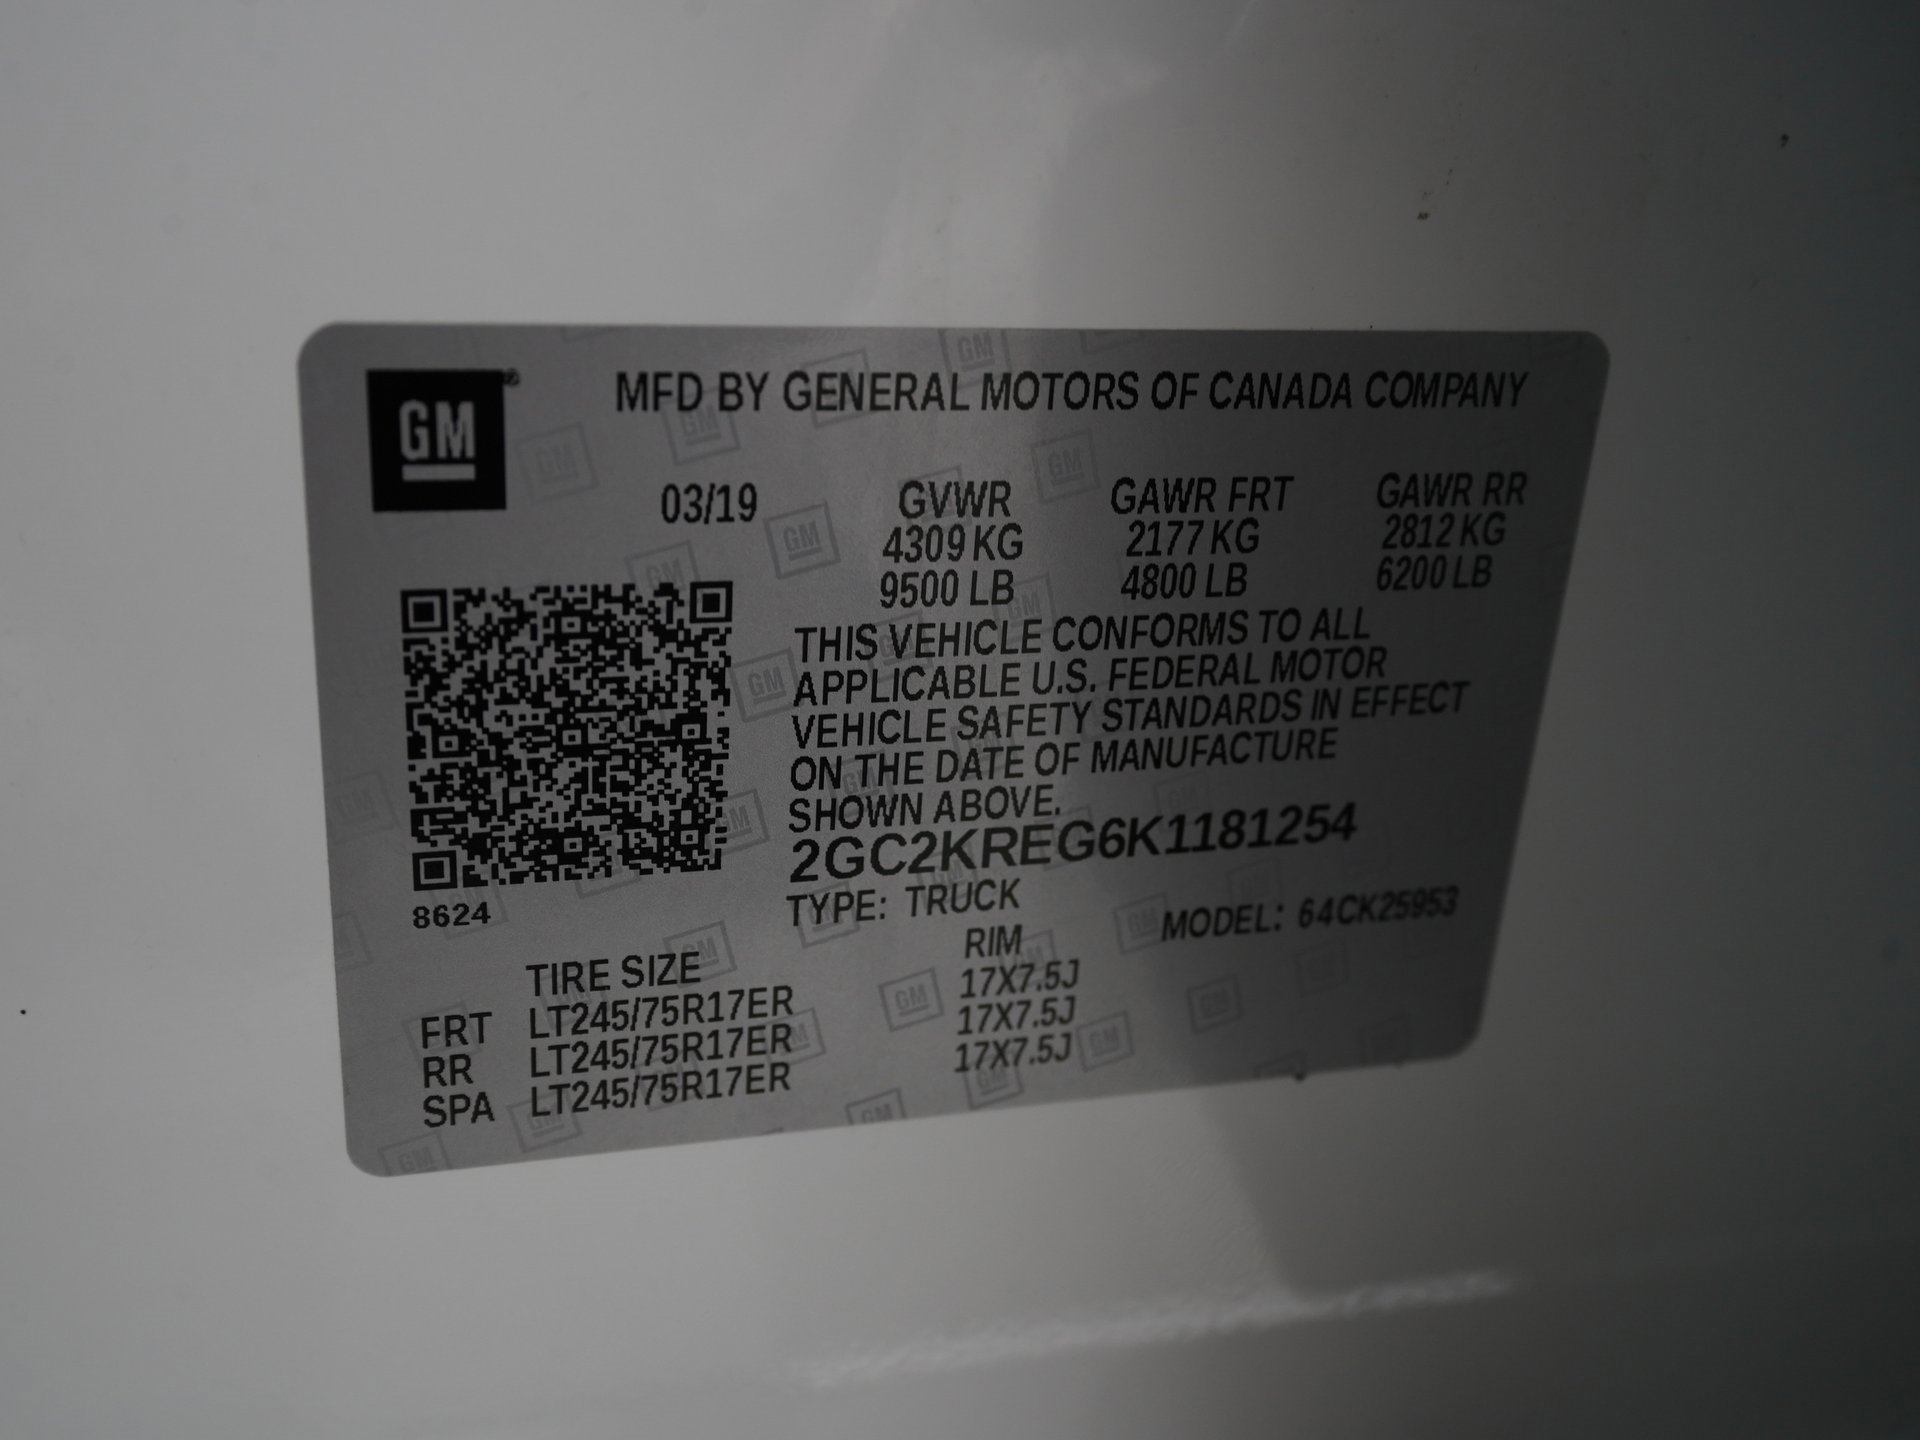 GM
MFD BY GENERAL MOTORS OF CANADA COMPANY
03/19 GVWR GAWR FRT GAWR RR
4309 KG 2177 KG 2812 KG
9500 LB 4800 LB 6200 LB
THIS VEHICLE CONFORMS TO ALL
APPLICABLE U.S. FEDERAL MOTOR
VEHICLE SAFETY STANDARDS IN EFFECT
ON THE DATE OF MANUFACTURE
SHOWN ABOVE.
2GC2KREG6K1181254
8624
TYPE: TRUCK MODEL: 64CK25953
TIRE SIZE RIM
FRT LT245/75R17ER 17X7.5J
RR LT245/75R17ER 17X7.5J
SPA LT245/75R17ER 17X7.5J